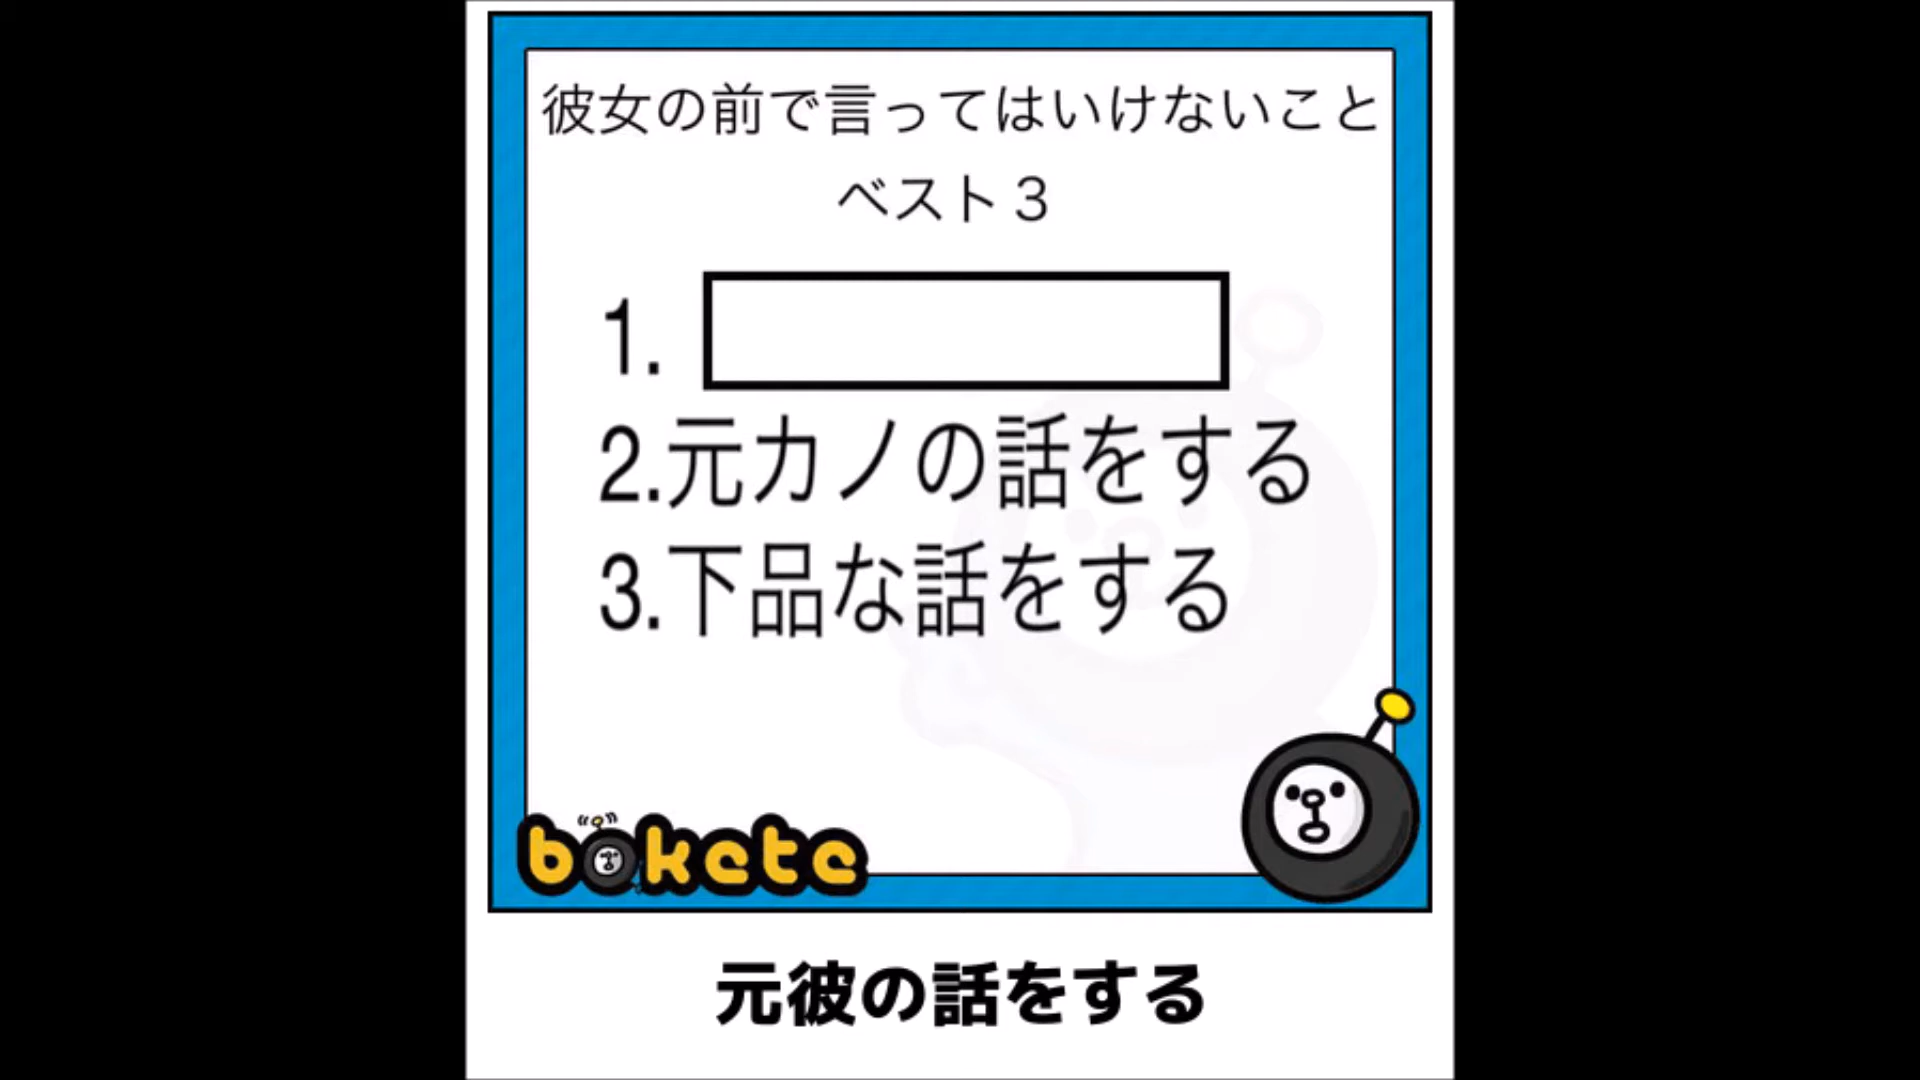 彼女の前で言ってはいけないこと
ベスト3
1.
2.元カノの話をする
3.下品な話をする
bokete
元彼の話をする